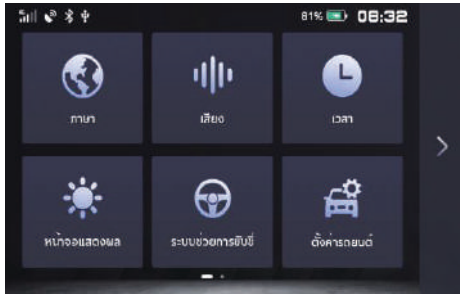 81% 08:32
ภาษา
เสียง
เวลา
หน้าจอแสดงผล
ระบบช่วยการขับขี่
ตั้งค่ารถยนต์